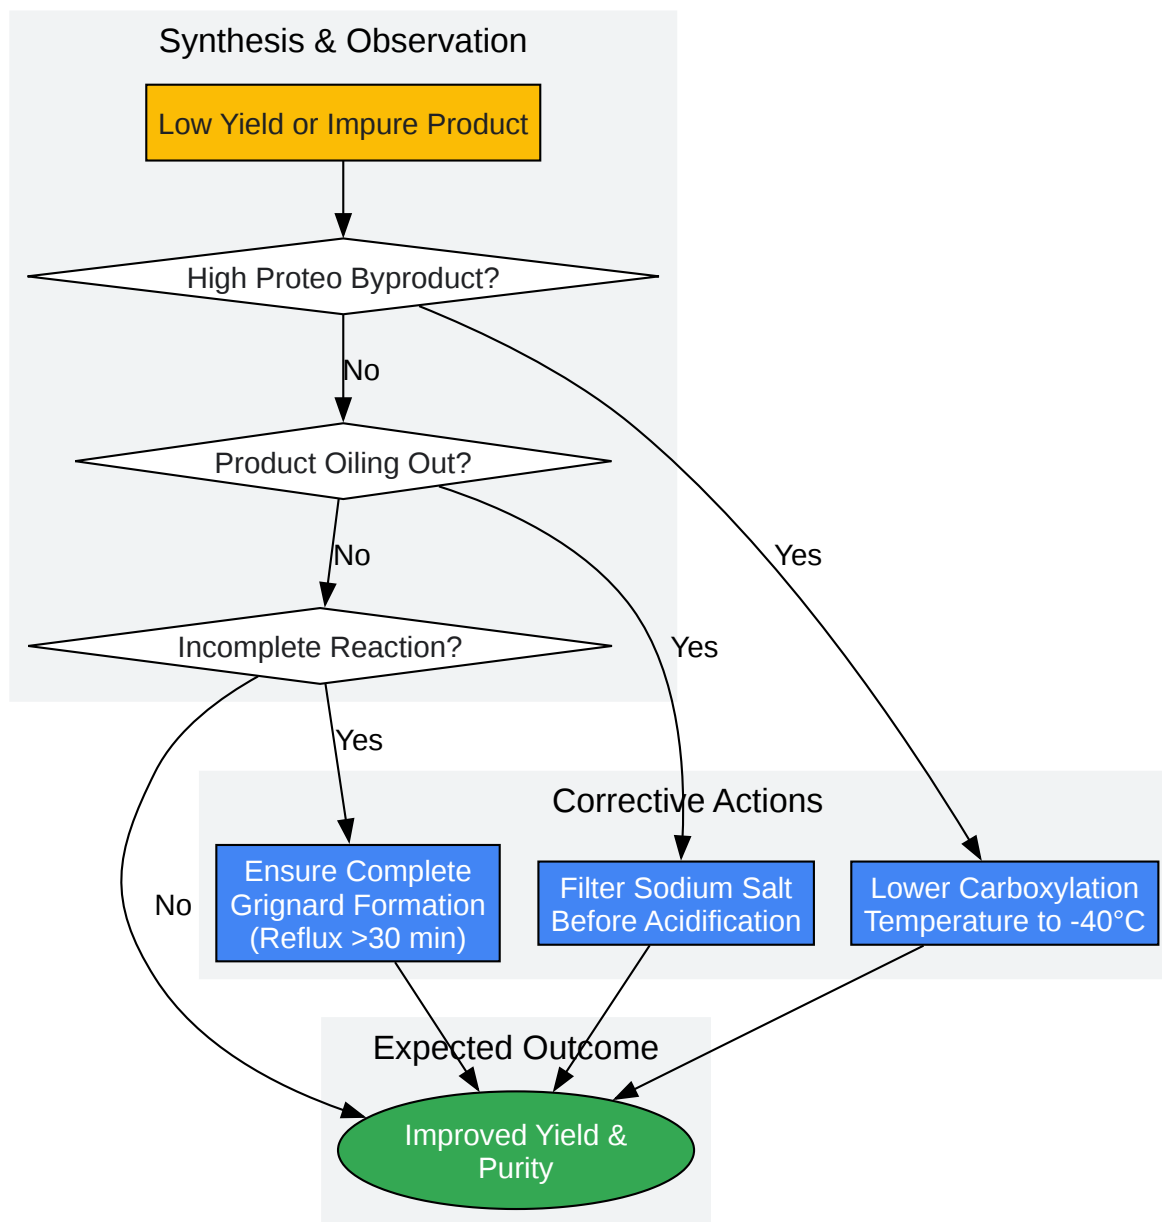 Synthesis & Observation
Low Yield or Impure Product
High Proteo Byproduct?
No
Product Oiling Out?
No
Yes
Yes
Incomplete Reaction?
Yes
Corrective Actions
Ensure Complete
Grignard Formation
(Reflux >30 min)
Filter Sodium Salt
Before Acidification
Lower Carboxylation
Temperature to -40°C
No
Expected Outcome
Improved Yield &
Purity